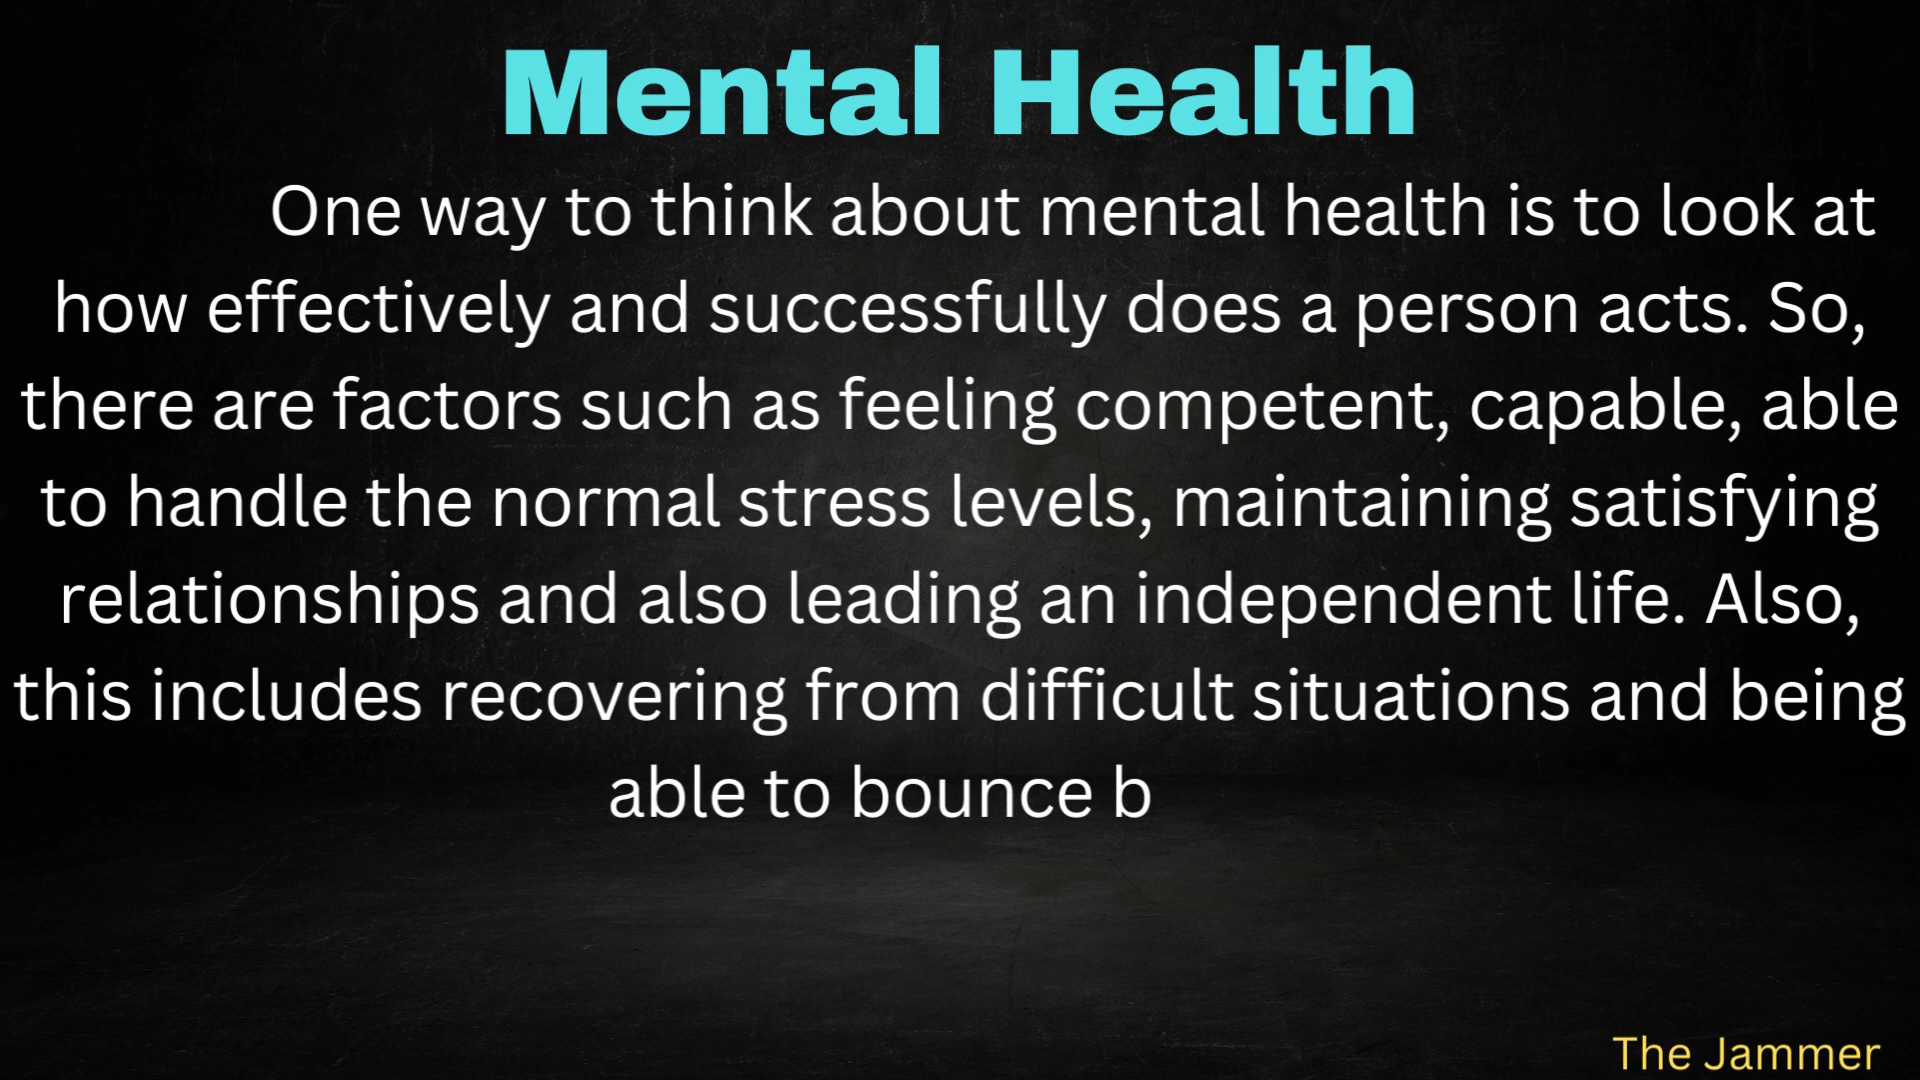 Mental Health
One way to think about mental health is to look at
how effectively and successfully does a person acts. So,
there are factors such as feeling competent, capable, able
to handle the normal stress levels, maintaining satisfying
relationships and also leading an independent life. Also,
this includes recovering from difficult situations and being
able to bounce b
The Jammer